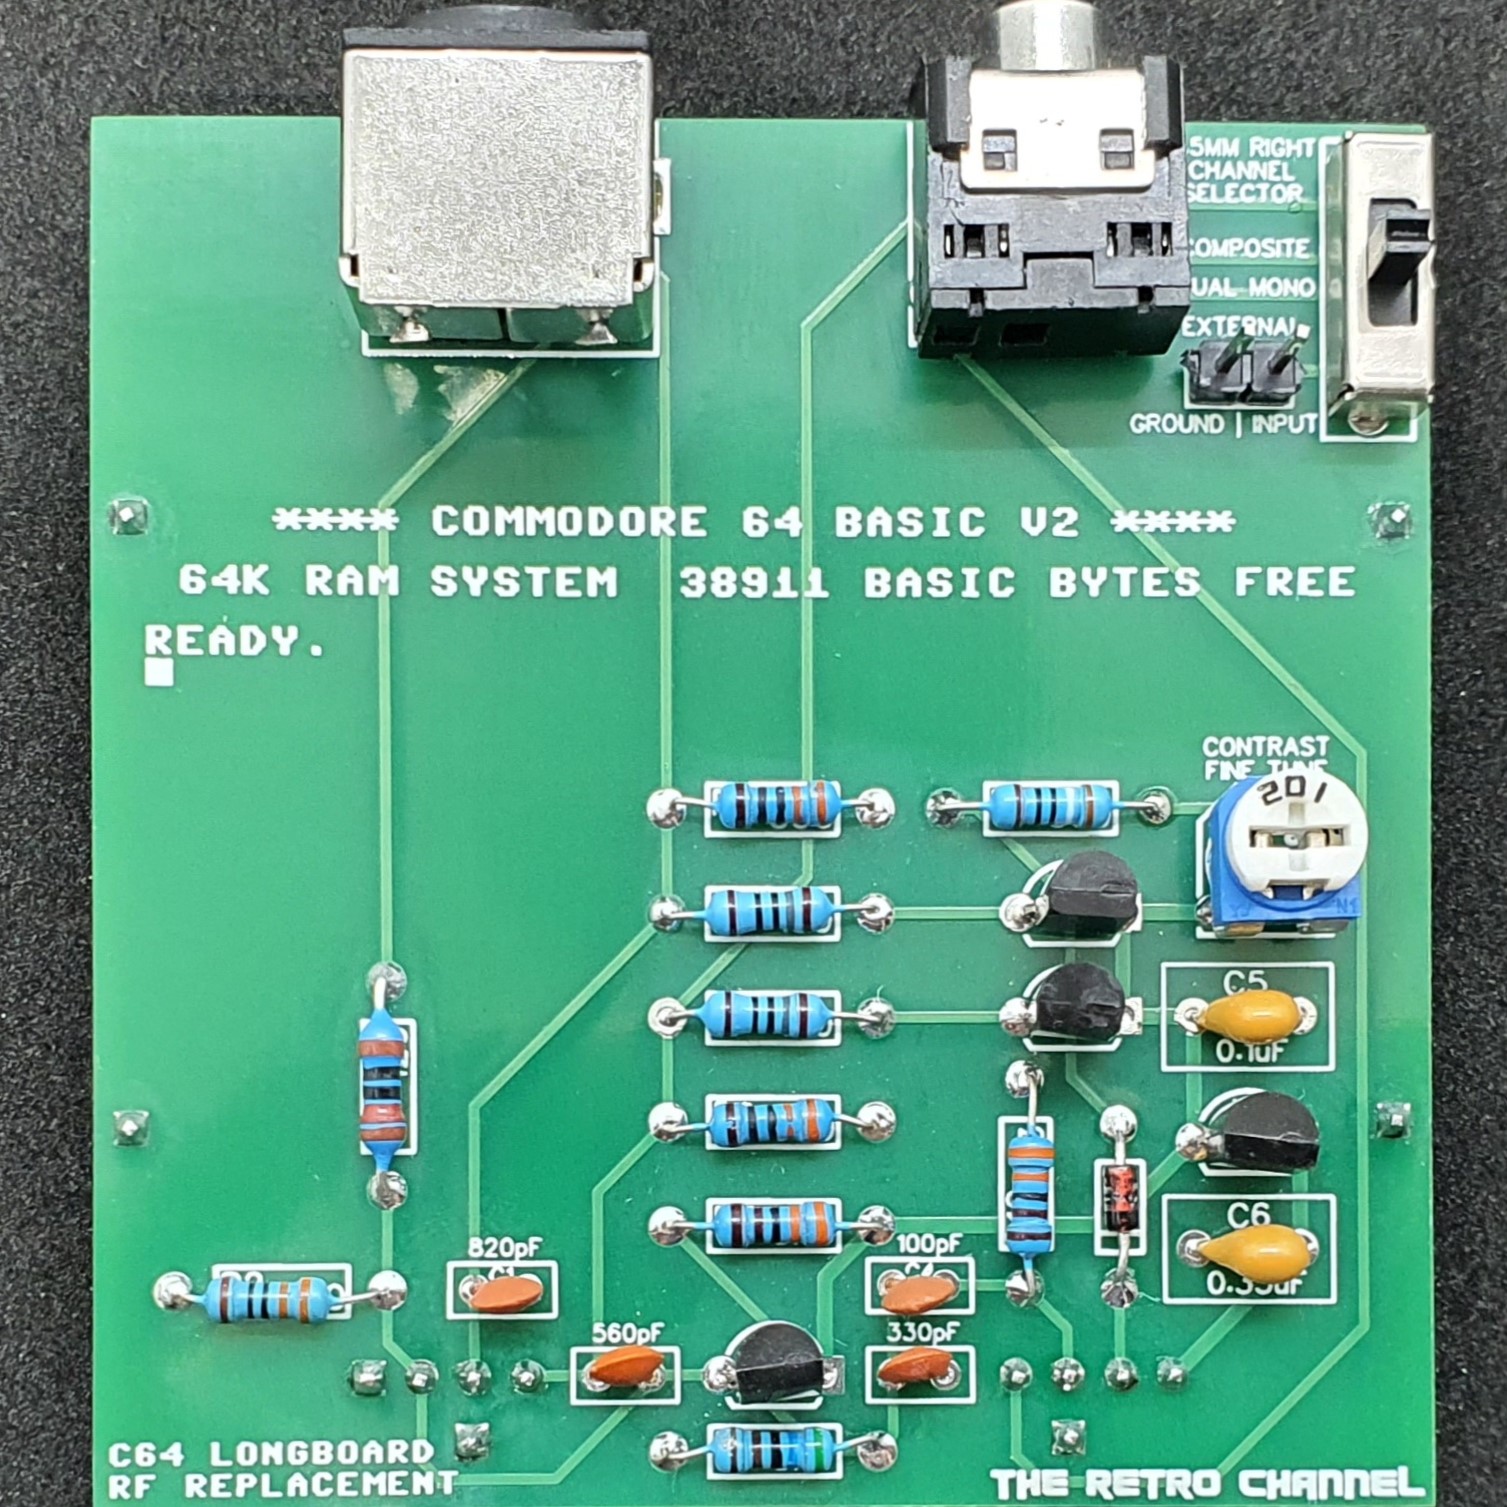 5MM RIGHT
CHANNEL
SELECTOR
COMPOSITE
UAL MONO
EXTERNAL
GROUND | INPUT
**** COMMODORE 64 BASIC V2 ****
64K RAM SYSTEM 38911 BASIC BYTES FREE
READY.
CONTRAST
FINE TUNE
201
C5
0.1uF
C6
820pF
100pF
560pF
330pF
C64 LONGBOARD
RF REPLACEMENT
THE RETRO CHANNEL